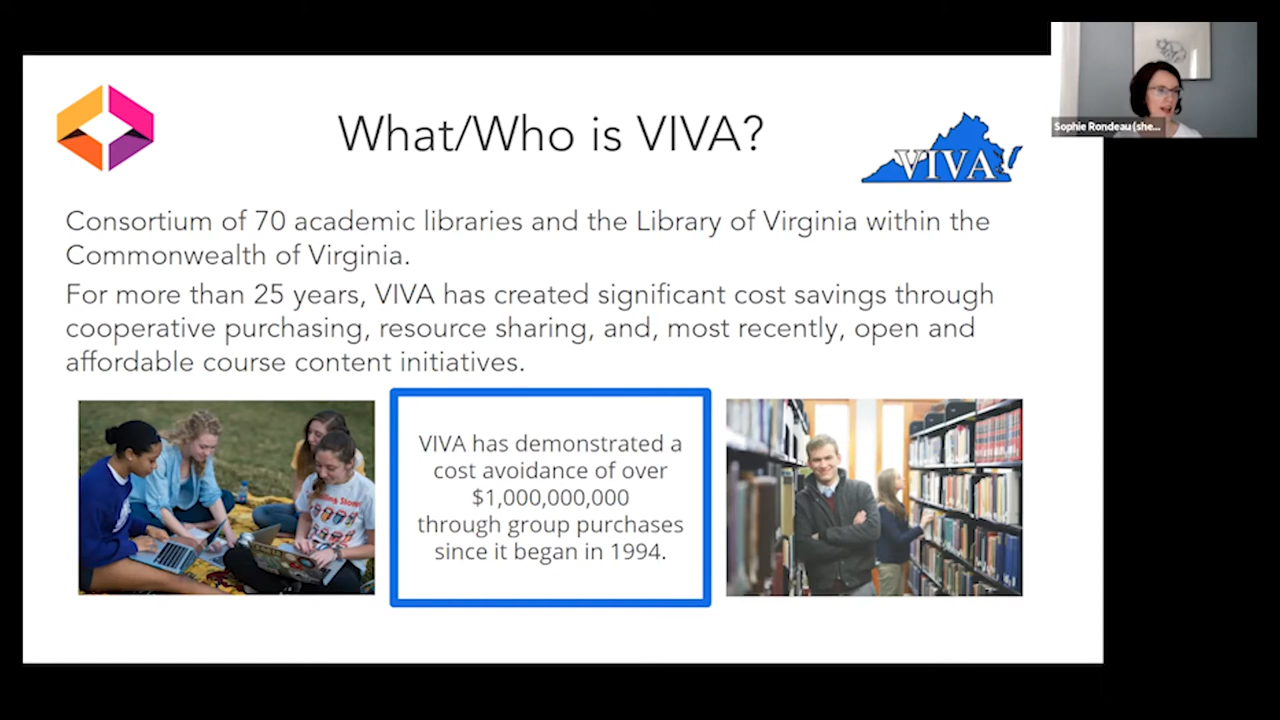 What/Who is VIVA?
VIVA
Sophie Rondeau (she...
Consortium of 70 academic libraries and the Library of Virginia within the
Commonwealth of Virginia.
For more than 25 years, VIVA has created significant cost savings through
cooperative purchasing, resource sharing, and, most recently, open and
affordable course content initiatives.
VIVA has demonstrated a
cost avoidance of over
$1,000,000,000
through group purchases
since it began in 1994.